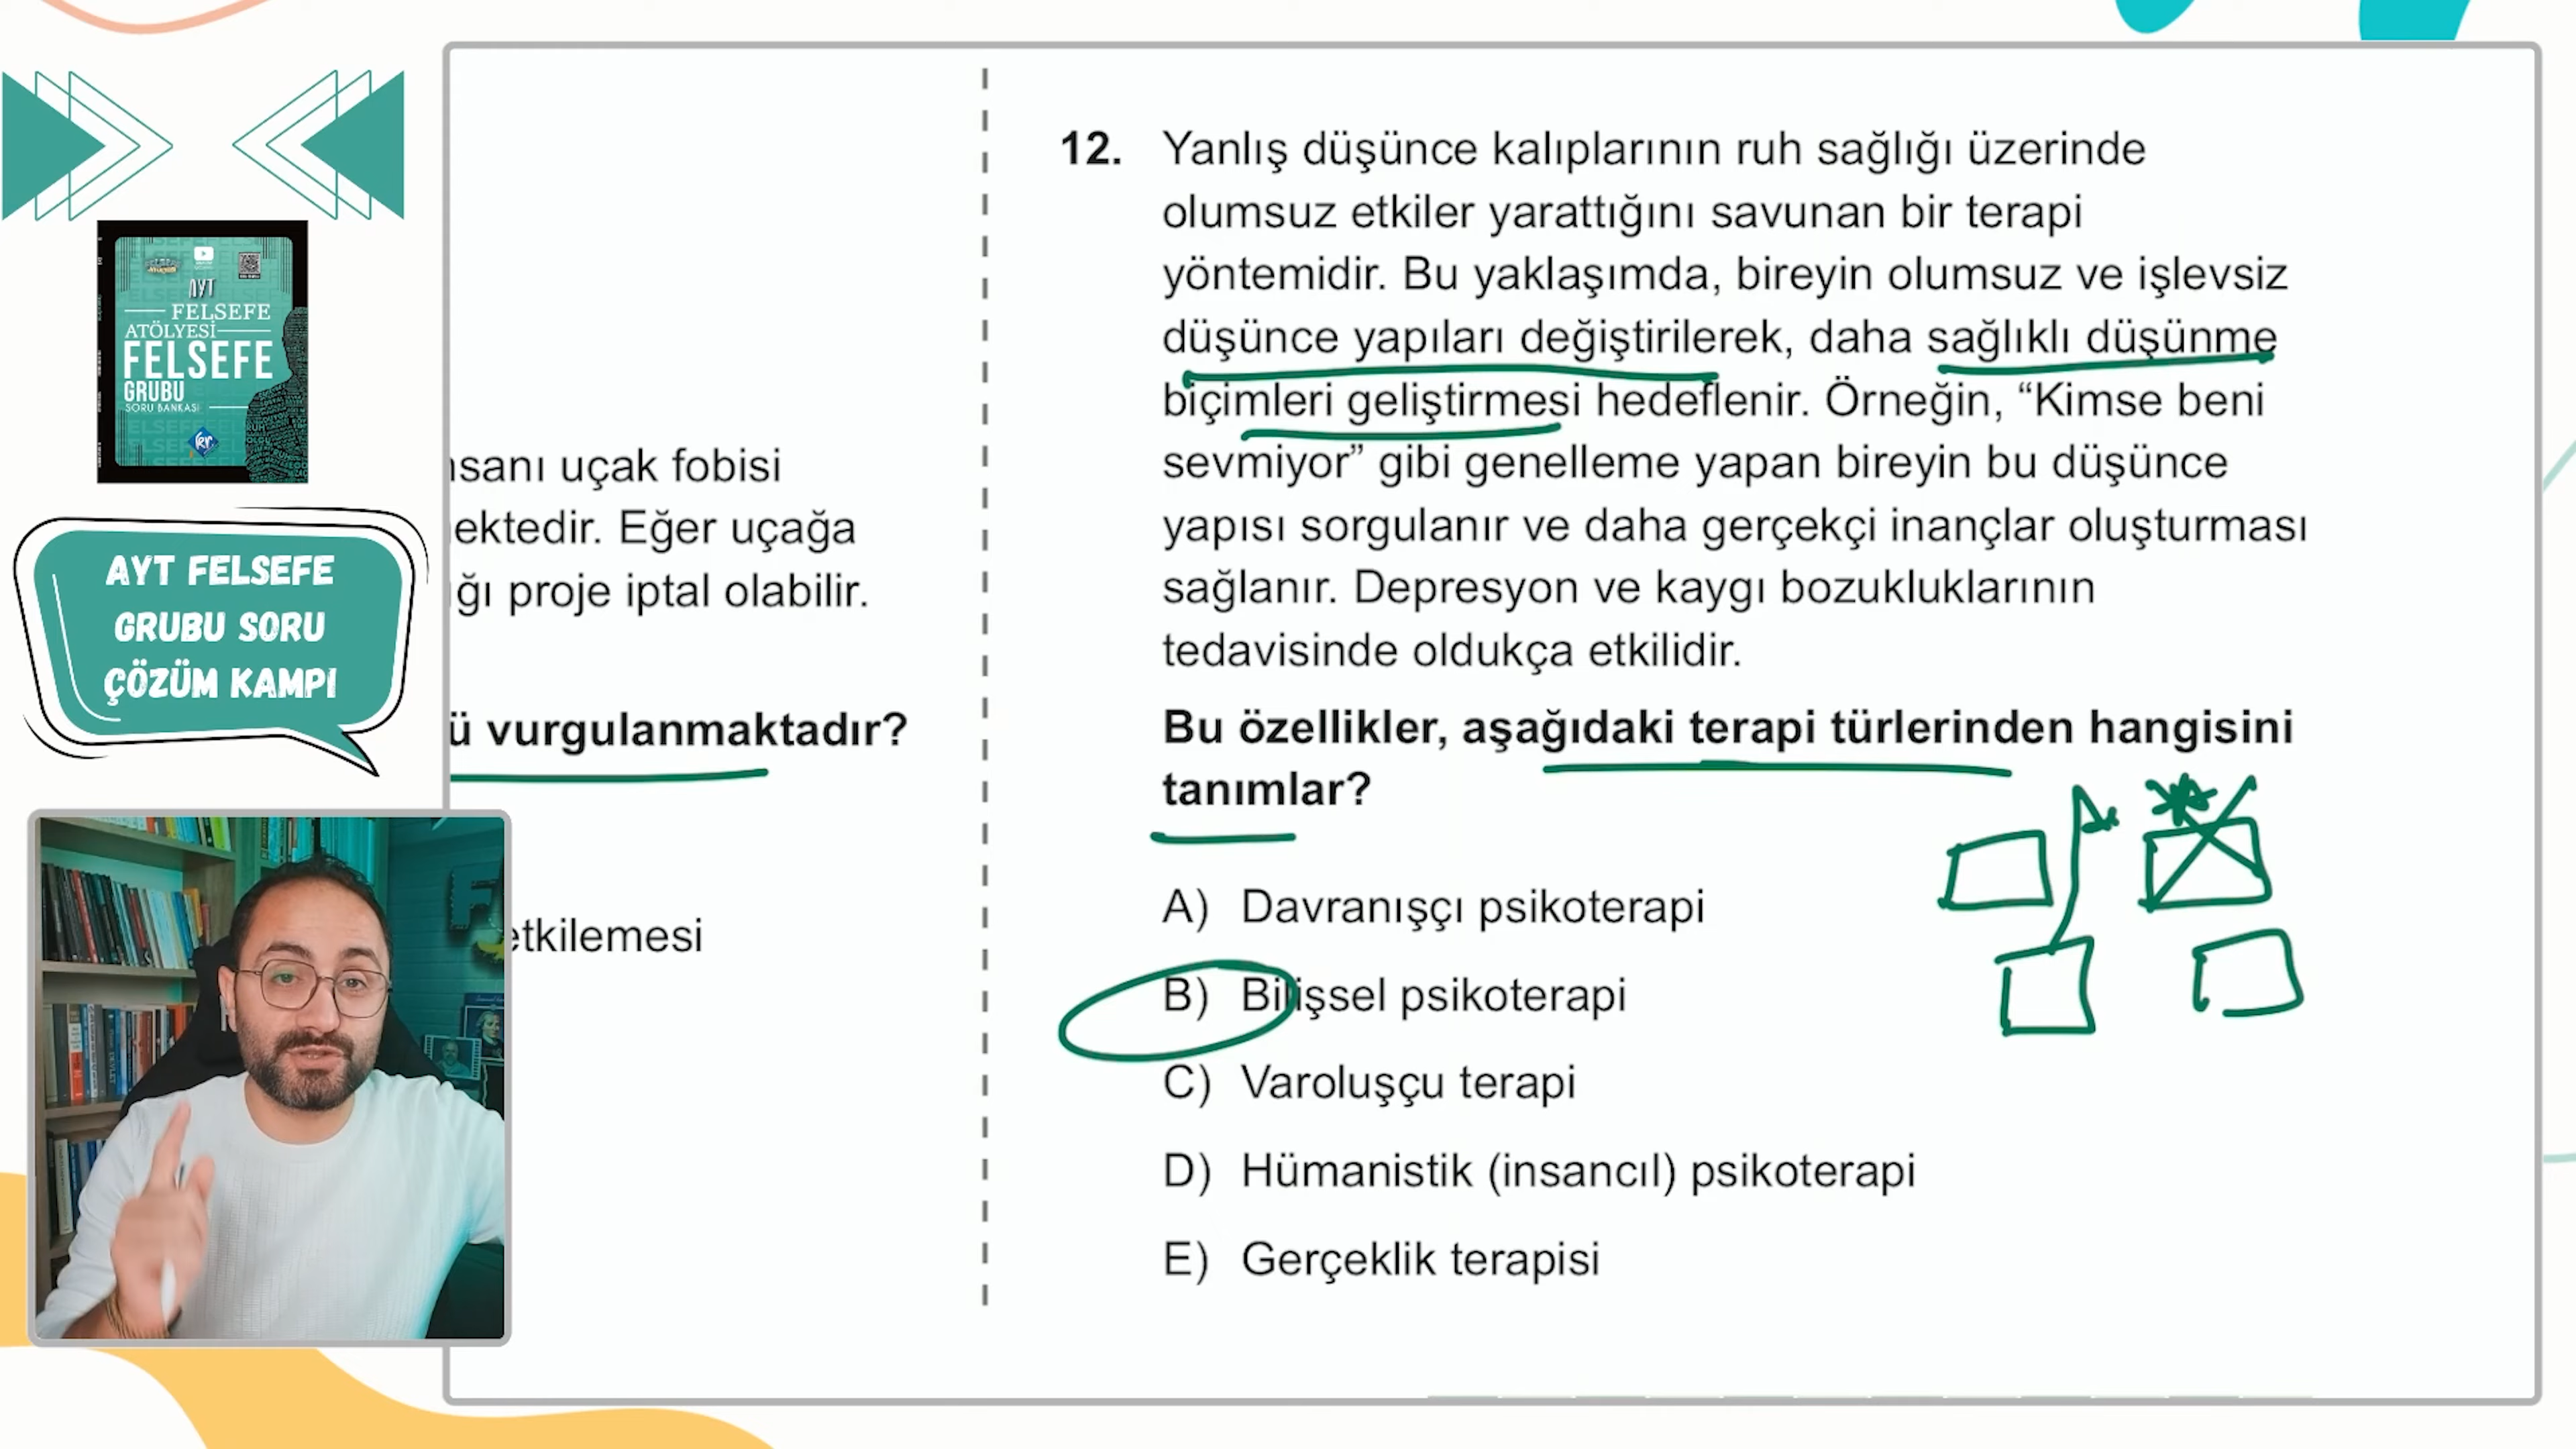 AYT
FELSEFE
ATÖLYESİ
FELSEFE
GRUBU
SORU BANKASI
AYT FELSEFE
GRUBU SORU
ÇÖZÜM KAMPI
uçak fobisi
Eğer uçağa
proje iptal olabilir.
vurgulanmaktadır?
etkilemesi
12. Yanlış düşünce kalıplarının ruh sağlığı üzerinde
olumsuz etkiler yarattığını savunan bir terapi
yöntemidir. Bu yaklaşımda, bireyin olumsuz ve işlevsiz
düşünce yapıları değiştirilerek, daha sağlıklı düşünme
biçimleri geliştirmesi hedeflenir. Örneğin, “Kimse beni
sevmiyor” gibi genelleme yapan bireyin bu düşünce
yapısı sorgulanır ve daha gerçekçi inançlar oluşturması
sağlanır. Depresyon ve kaygı bozukluklarının
tedavisinde oldukça etkilidir.
Bu özellikler, aşağıdaki terapi türlerinden hangisini
tanımlar?
A) Davranışçı psikoterapi
B) Bilişsel psikoterapi
C) Varoluşçu terapi
D) Hümanistik (insancıl) psikoterapi
E) Gerçeklik terapisi